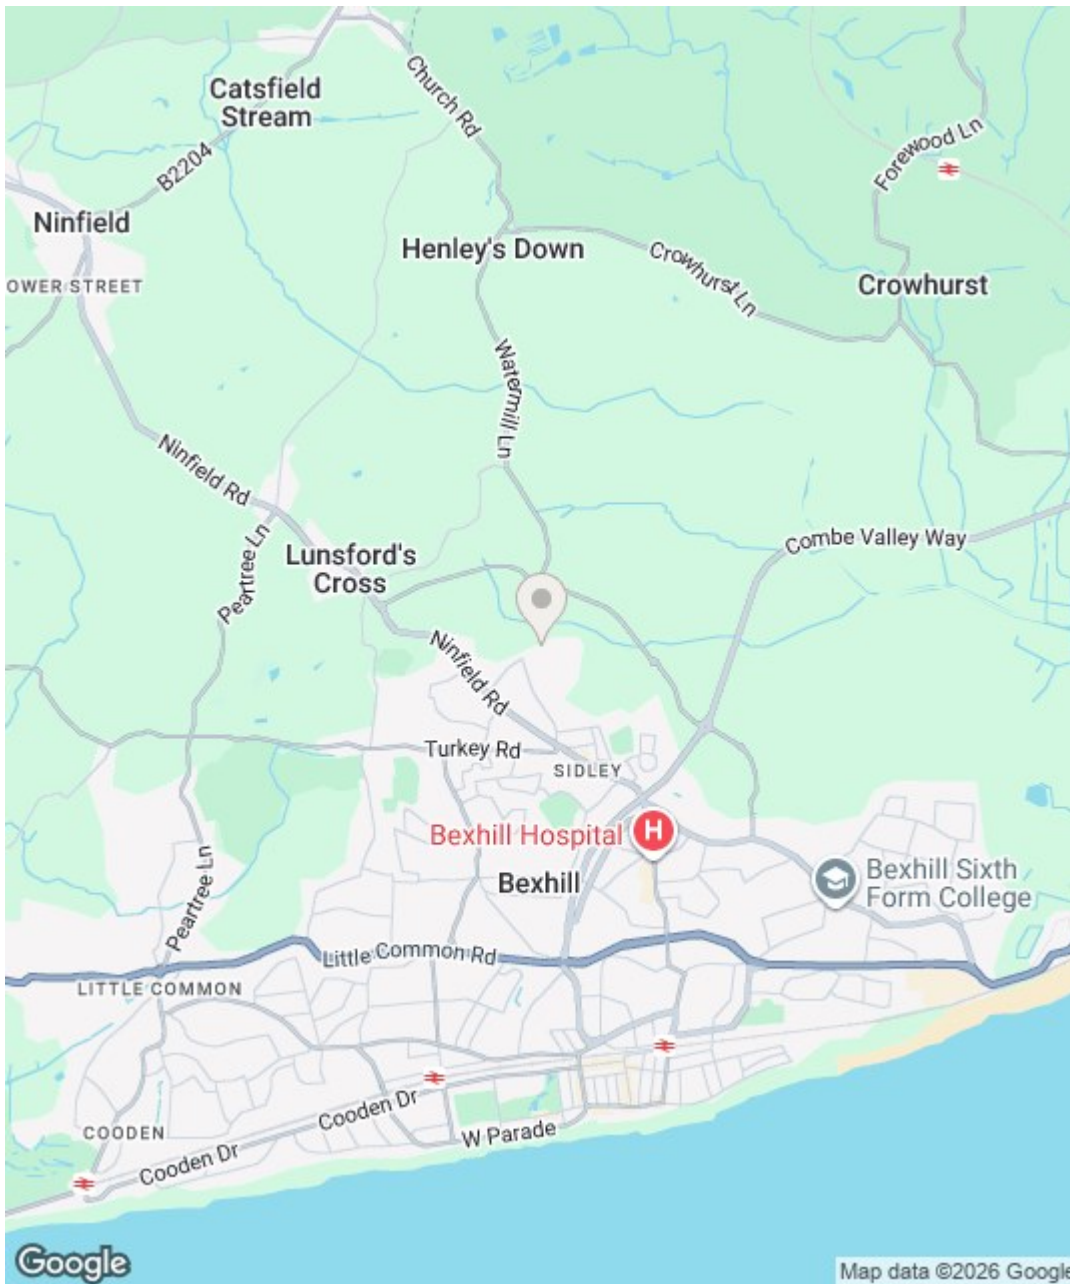 Catsfield
Stream
Church Rd
B2204
Forewood Ln
Ninfield
Henley's Down
Crowhurst Ln
Crowhurst
OWER STREET
Watermill Ln
Ninfield Rd
Combe Valley Way
Lunsford's
Cross
Peartree Ln
Ninfield Rd
Turkey Rd
SIDLEY
Bexhill Hospital
H
Bexhill
Bexhill Sixth
Form College
Peartree Ln
Little Common Rd
LITTLE COMMON
Cooden Dr
COODEN
W Parade
Cooden Dr
Google
Map data ©2026 Google